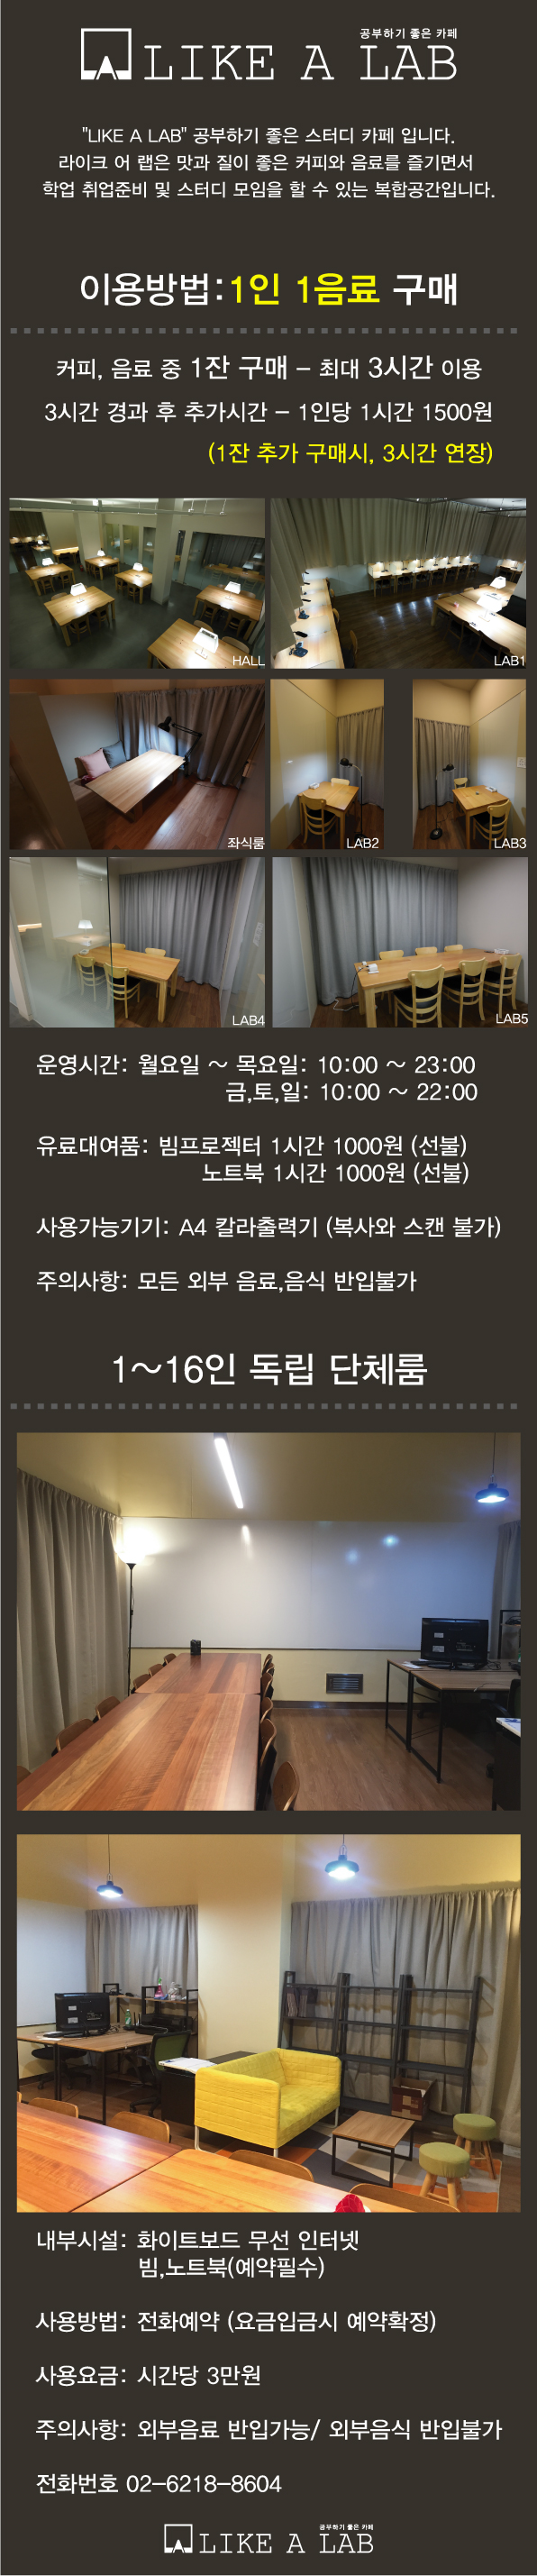 공부하기 좋은 카페
LIKE A LAB
"LIKE A LAB" 공부하기 좋은 스터디 카페 입니다.
라이크 어 랩은 맛과 질이 좋은 커피와 음료를 즐기면서
학업 취업준비 및 스터디 모임을 할 수 있는 복합공간입니다.
이용방법:1인 1음료 구매
커피, 음료 중 1잔 구매 – 최대 3시간 이용
3시간 경과 후 추가시간 – 1인당 1시간 1500원
(1잔 추가 구매시, 3시간 연장)
HALL
LAB1
좌식룸
LAB2
LAB3
LAB4
LAB5
운영시간: 월요일 ~ 목요일: 10:00 ~ 23:00
금,토,일: 10:00 ~ 22:00
유료대여품: 빔프로젝터 1시간 1000원 (선불)
노트북 1시간 1000원 (선불)
사용가능기기: A4 칼라출력기 (복사와 스캔 불가)
주의사항: 모든 외부 음료,음식 반입불가
1~16인 독립 단체룸
내부시설: 화이트보드 무선 인터넷
빔,노트북(예약필수)
사용방법: 전화예약 (요금입금시 예약확정)
사용요금: 시간당 3만원
주의사항: 외부음료 반입가능/ 외부음식 반입불가
전화번호 02–6218–8604
공부하기 좋은 카페
LIKE A LAB